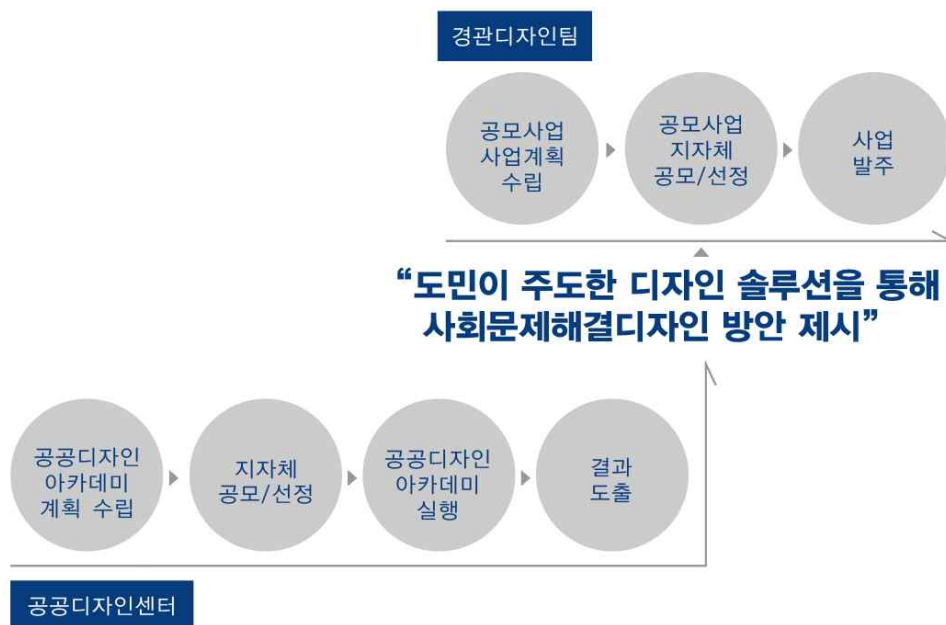 경관디자인팀
공모사업
사업계획
수립
공모사업
지자체
공모/선정
사업
발주
“도민이 주도한 디자인 솔루션을 통해
사회문제해결디자인 방안 제시”
공공디자인
아카데미
계획 수립
지자체
공모/선정
공공디자인
아카데미
실행
결과
도출
공공디자인센터